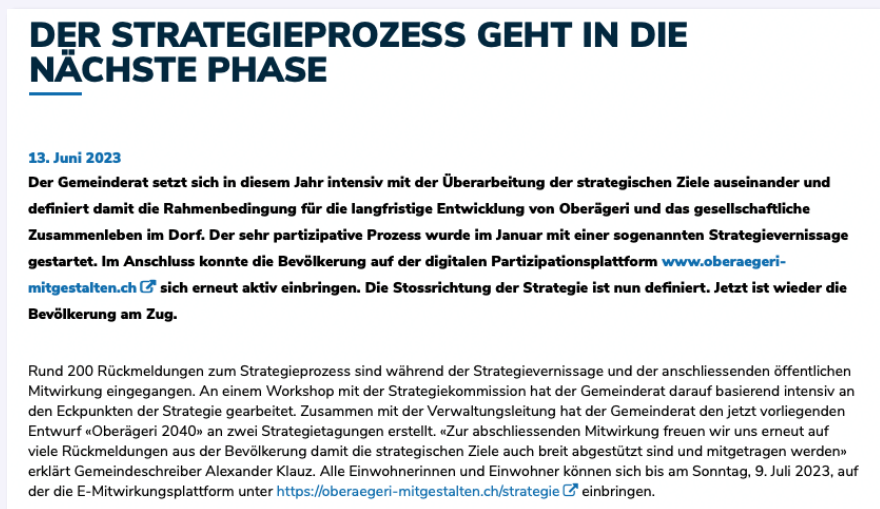 DER STRATEGIEPROZESS GEHT IN DIE
NÄCHSTE PHASE
13. Juni 2023
Der Gemeinderat setzt sich in diesem Jahr intensiv mit der Überarbeitung der strategischen Ziele auseinander und
definiert damit die Rahmenbedingung für die langfristige Entwicklung von Oberägeri und das gesellschaftliche
Zusammenleben im Dorf. Der sehr partizipative Prozess wurde im Januar mit einer sogenannten Strategievernissage
gestartet. Im Anschluss konnte die Bevölkerung auf der digitalen Partizipationsplattform www.oberaegeri-
mitgestalten.ch sich erneut aktiv einbringen. Die Stossrichtung der Strategie ist nun definiert. Jetzt ist wieder die
Bevölkerung am Zug.
Rund 200 Rückmeldungen zum Strategieprozess sind während der Strategievernissage und der anschliessenden öffentlichen
Mitwirkung eingegangen. An einem Workshop mit der Strategiekommission hat der Gemeinderat darauf basierend intensiv an
den Eckpunkten der Strategie gearbeitet. Zusammen mit der Verwaltungsleitung hat der Gemeinderat den jetzt vorliegenden
Entwurf «Oberägeri 2040» an zwei Strategietagungen erstellt. «Zur abschliessenden Mitwirkung freuen wir uns erneut auf
viele Rückmeldungen aus der Bevölkerung damit die strategischen Ziele auch breit abgestützt sind und mitgetragen werden»
erklärt Gemeindeschreiber Alexander Klauz. Alle Einwohnerinnen und Einwohner können sich bis am Sonntag, 9. Juli 2023, auf
der die E-Mitwirkungsplattform unter https://oberaegeri-mitgestalten.ch/strategie einbringen.